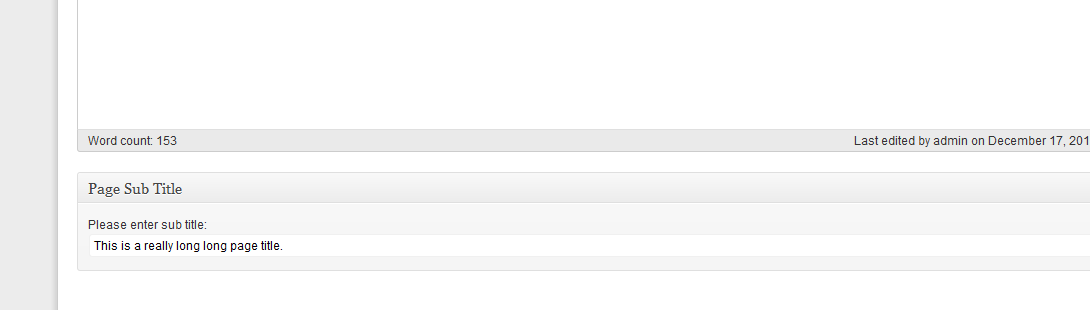 Word count: 153
Last edited by admin on December 17, 201
Page Sub Title
Please enter sub title:
This is a really long long page title.